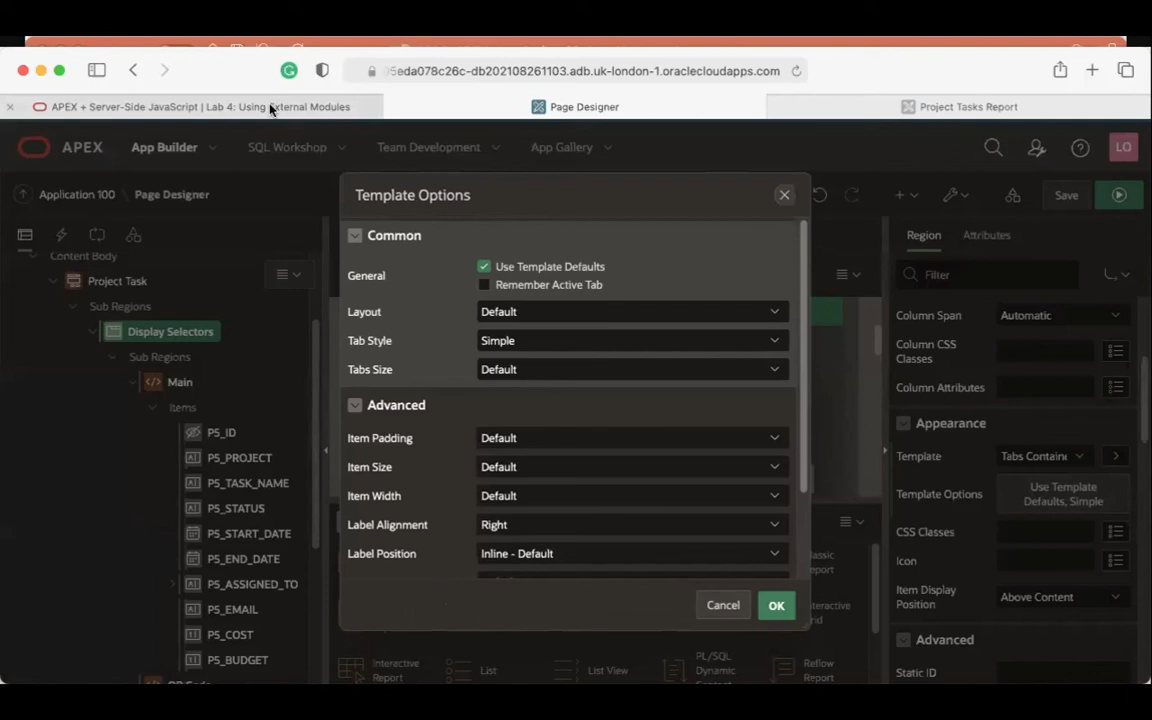 5eda078c26c-db202108261103.adb.uk-london-1.oraclecloudapps.com
APEX + Server-Side JavaScript | Lab 4: Using External Modules
Page Designer
Project Tasks Report
APEX
App Builder
SQL Workshop
Team Development
App Gallery
LQ
Application 100 \ Page Designer
Save
Content Body
Project Task
Sub Regions
Display Selectors
Sub Regions
Main
Items
P5_ID
P5_PROJECT
P5_TASK_NAME
P5_STATUS
P5_START_DATE
P5_END_DATE
P5_ASSIGNED_TO
P5_EMAIL
P5_COST
P5_BUDGET
Template Options
Common
General
Use Template Defaults
Remember Active Tab
Layout
Default
Tab Style
Simple
Tabs Size
Default
Advanced
Item Padding
Default
Item Size
Default
Item Width
Default
Label Alignment
Right
Label Position
Inline - Default
Cancel
OK
Interactive
Report
List
List View
PL/SQL
Dynamic
Reflow
Report
Region
Attributes
Filter
Column Span
Automatic
Column CSS
Classes
Column Attributes
Appearance
Template
Tabs Containe
Template Options
Use Template
Defaults, Simple
CSS Classes
Icon
Item Display
Position
Above Content
Advanced
Static ID